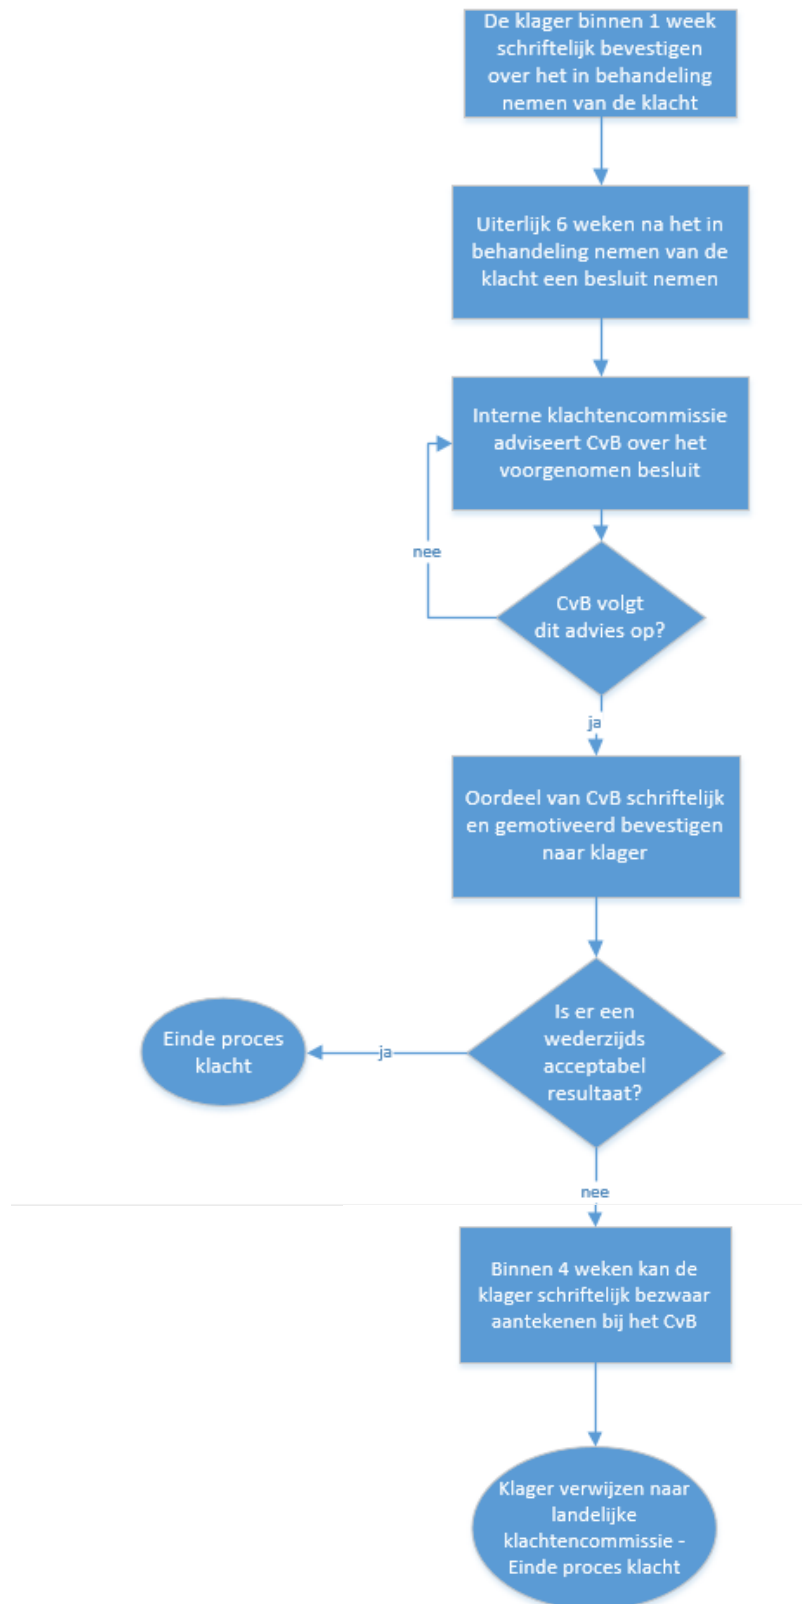 De klager binnen 1 week
schriftelijk bevestigen
over het in behandeling
nemen van de klacht
Uiterlijk 6 weken na het in
behandeling nemen van de
klacht een besluit nemen
Interne klachtencommissie
adviseert CvB over het
voorgenomen besluit
nee
CvB volgt
dit advies op?
ja
Oordeel van CvB schriftelijk
en gemotiveerd bevestigen
naar klager
Is er een
wederzijds
acceptabel
resultaat?
ja
Einde proces
klacht
nee
Binnen 4 weken kan de
klager schriftelijk bezwaar
aantekenen bij het CvB
Klager verwijzen naar
landelijke
klachtencommissie -
Einde proces klacht